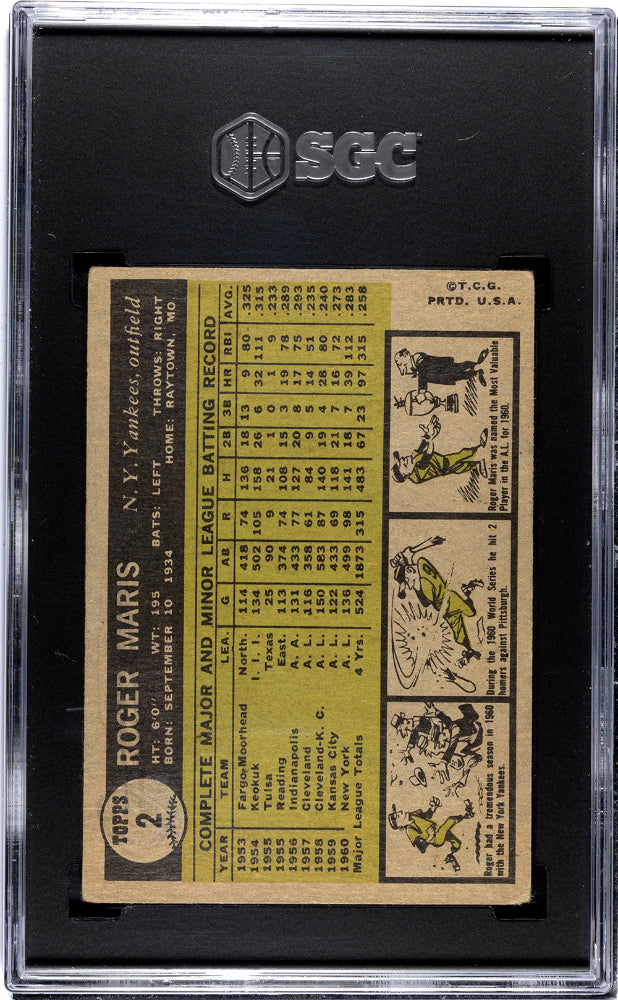 SGC
TOPPS
2
ROGER MARIS N. Y. Yankees, outfield
HT: 6'0" WT: 195 BATS: LEFT THROWS: RIGHT
BORN: SEPTEMBER 10 1934 HOME: RAYTOWN, MO.
COMPLETE MAJOR AND MINOR LEAGUE BATTING RECORD
YEAR TEAM LEA. G AB R H 2B 3B HR RBI AVG.
1953 Fargo-Moorhead North. 114 418 74 136 18 13 9 80 .325
1954 Keokuk I. I. I. 134 502 105 158 26 6 32 111 .315
1955 Tulsa Texas 25 90 9 21 1 0 1 9 .233
1955 Reading East. 113 374 74 108 15 3 19 78 .289
1956 Indianapolis A. A. 131 433 77 127 20 8 17 75 .293
1957 Cleveland A. L. 116 358 61 84 9 5 14 51 .235
1958 Cleveland-K. C. A. L. 150 583 87 140 19 4 28 80 .240
1959 Kansas City A. L. 122 433 69 118 21 7 16 72 .273
1960 New York A. L. 136 499 98 141 18 7 39 112 .283
Major League Totals 4 Yrs. 524 1873 315 483 67 23 97 315 .258
Roger had a tremendous season in 1960
with the New York Yankees.
During the 1960 World Series he hit 2
homers against Pittsburgh.
Roger Maris was named the Most Valuable
Player in the A.L. for 1960.
©T.C.G.
PRTD. U.S.A.